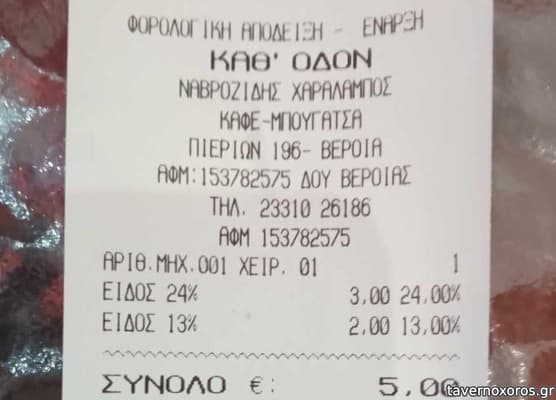 ΦΟΡΟΛΟΓΙΚΗ ΑΠΟΔΕΙΞΗ - ΕΝΑΡΞΗ
ΚΑΘ' ΟΔΟΝ
ΝΑΒΡΟΖΙΔΗΣ ΧΑΡΑΛΑΜΠΟΣ
ΚΑΦΕ-ΜΠΟΥΓΑΤΣΑ
ΠΙΕΡΙΩΝ 196- ΒΕΡΟΙΑ
ΑΦΜ:153782575 ΔΟΥ ΒΕΡΟΙΑΣ
ΤΗΛ. 23310 26186
ΑΦΜ 153782575
ΑΡΙΘ.ΜΗΧ.001 ΧΕΙΡ. 01 1
ΕΙΔΟΣ 24% 3,00 24,00%
ΕΙΔΟΣ 13% 2,00 13,00%
ΣΥΝΟΛΟ €: 5,00
tavernoxoros.gr